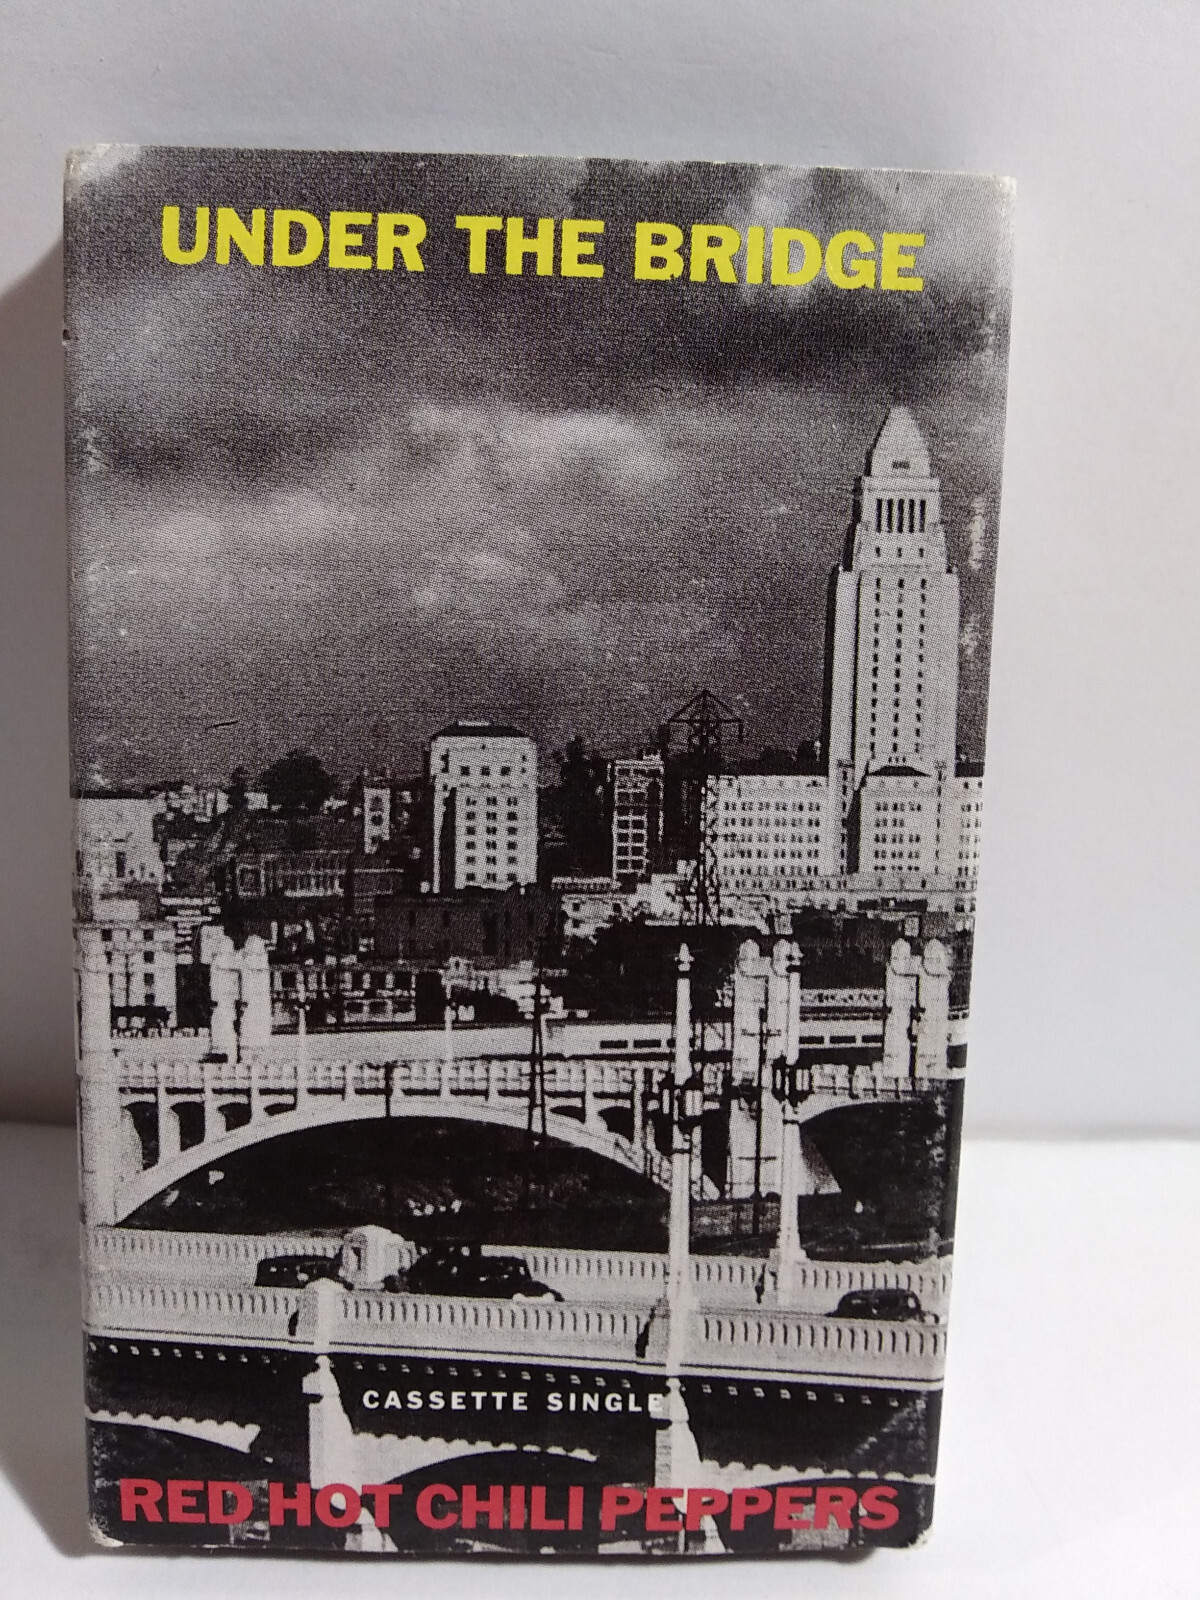 UNDER THE BRIDGE
CASSETTE SINGLE
RED HOT CHILI PEPPERS